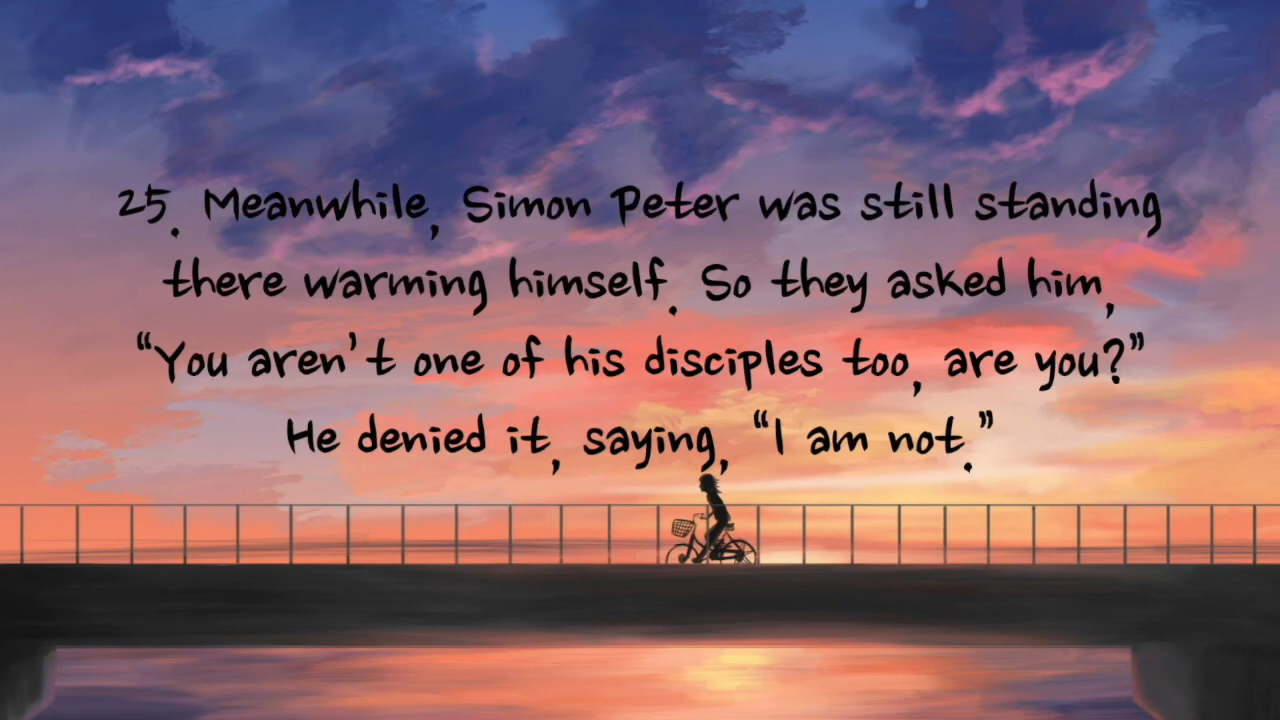 25. Meanwhile, Simon Peter was still standing
there warming himself. So they asked him,
“You aren't one of his disciples too, are you?”
He denied it, saying, “I am not.”